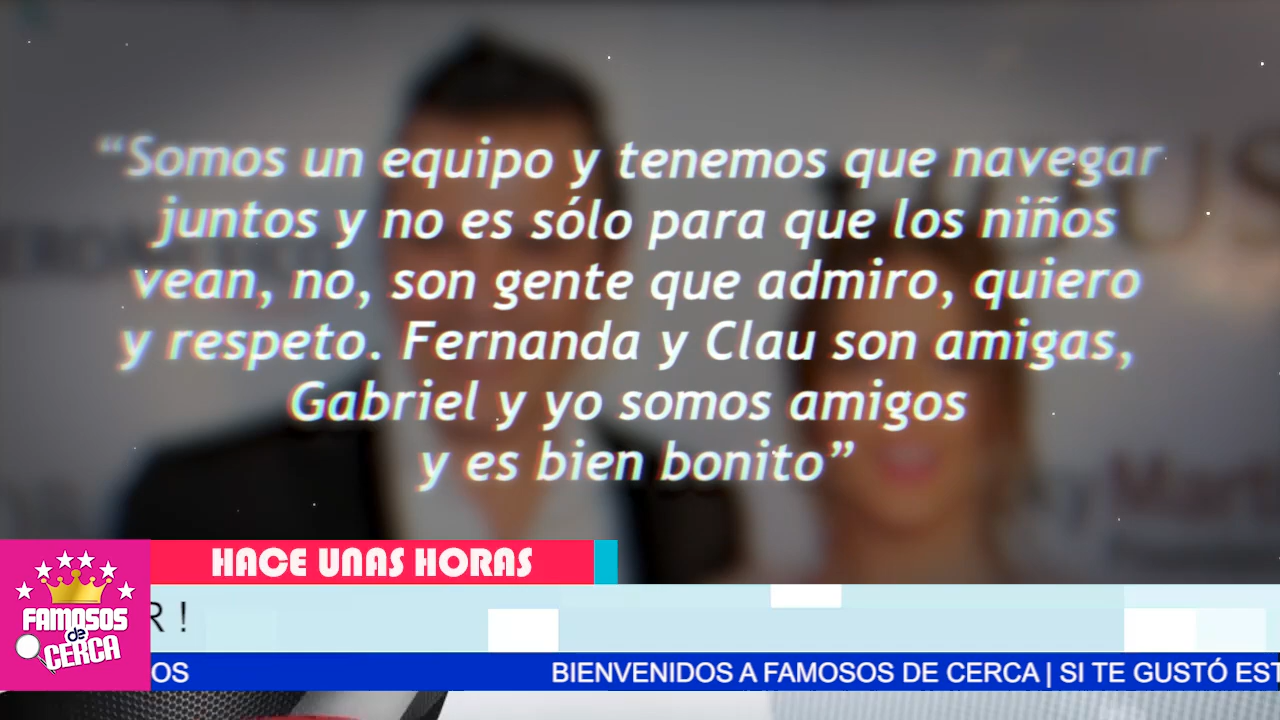 “Somos un equipo y tenemos que navegar
juntos y no es sólo para que los niños
vean, no, son gente que admiro, quiero
y respeto. Fernanda y Clau son amigas,
Gabriel y yo somos amigos
y es bien bonito”
HACE UNAS HORAS
R !
FAMOSOS
de
CERCA
OS
BIENVENIDOS A FAMOSOS DE CERCA | SI TE GUSTÓ EST